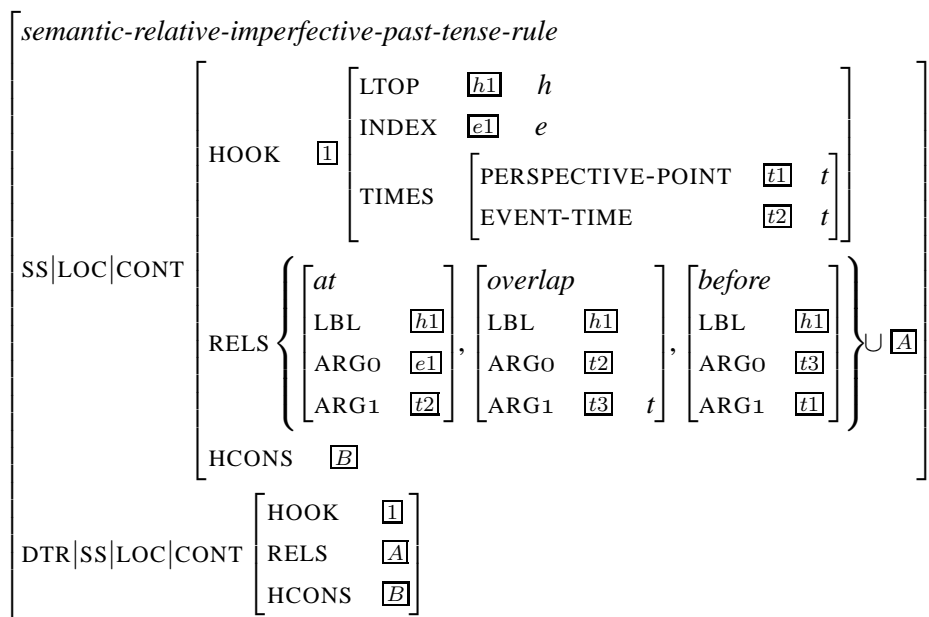 semantic-relative-imperfective-past-tense-rule
LTOP h1 h
INDEX e1 e
HOOK 1
TIMES PERSPECTIVE-POINT t1 t
EVENT-TIME t2 t
SS|LOC|CONT
RELS { at , overlap , before } ∪ A
LBL h1 LBL h1 LBL h1
ARG0 e1 ARG0 t2 ARG0 t3
ARG1 t2 ARG1 t3 t ARG1 t1
HCONS B
HOOK 1
DTR|SS|LOC|CONT RELS A
HCONS B